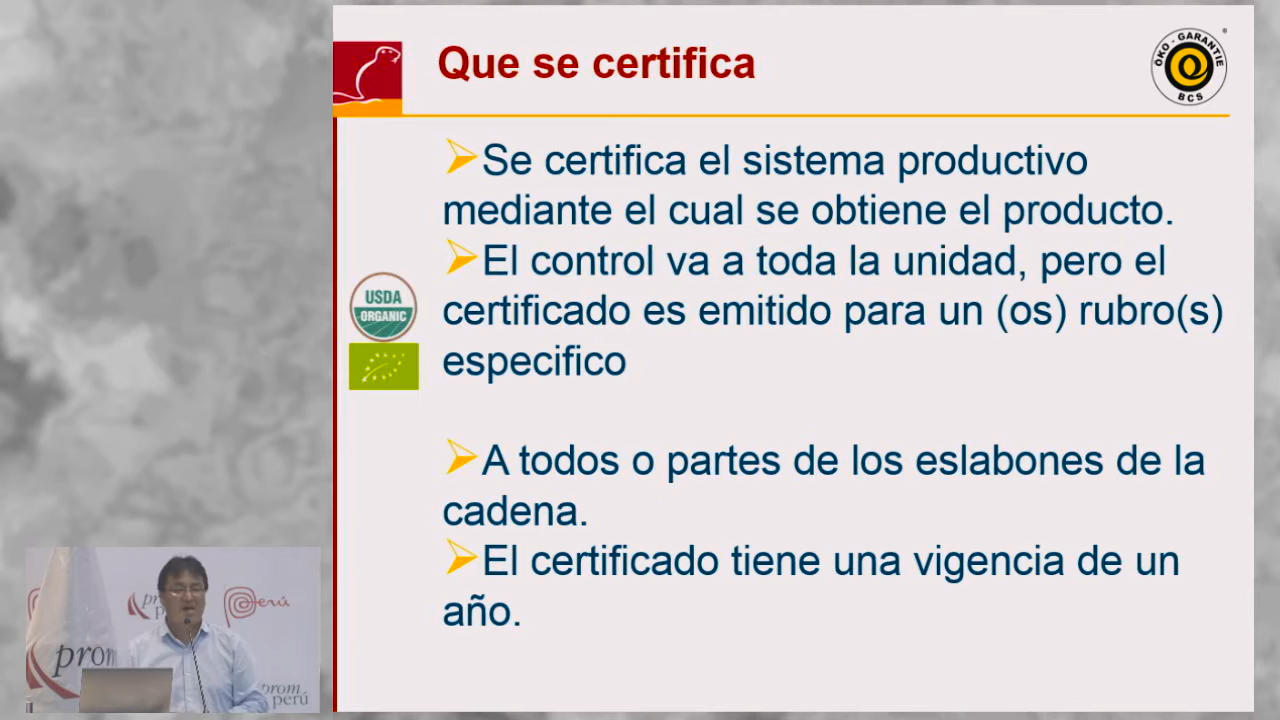 Que se certifica
ÖKO - GARANTIE
BCS
®
Se certifica el sistema productivo
mediante el cual se obtiene el producto.
El control va a toda la unidad, pero el
certificado es emitido para un (os) rubro(s)
especifico
USDA
ORGANIC
A todos o partes de los eslabones de la
cadena.
El certificado tiene una vigencia de un
año.
prom
Perú
prom
prom
perú